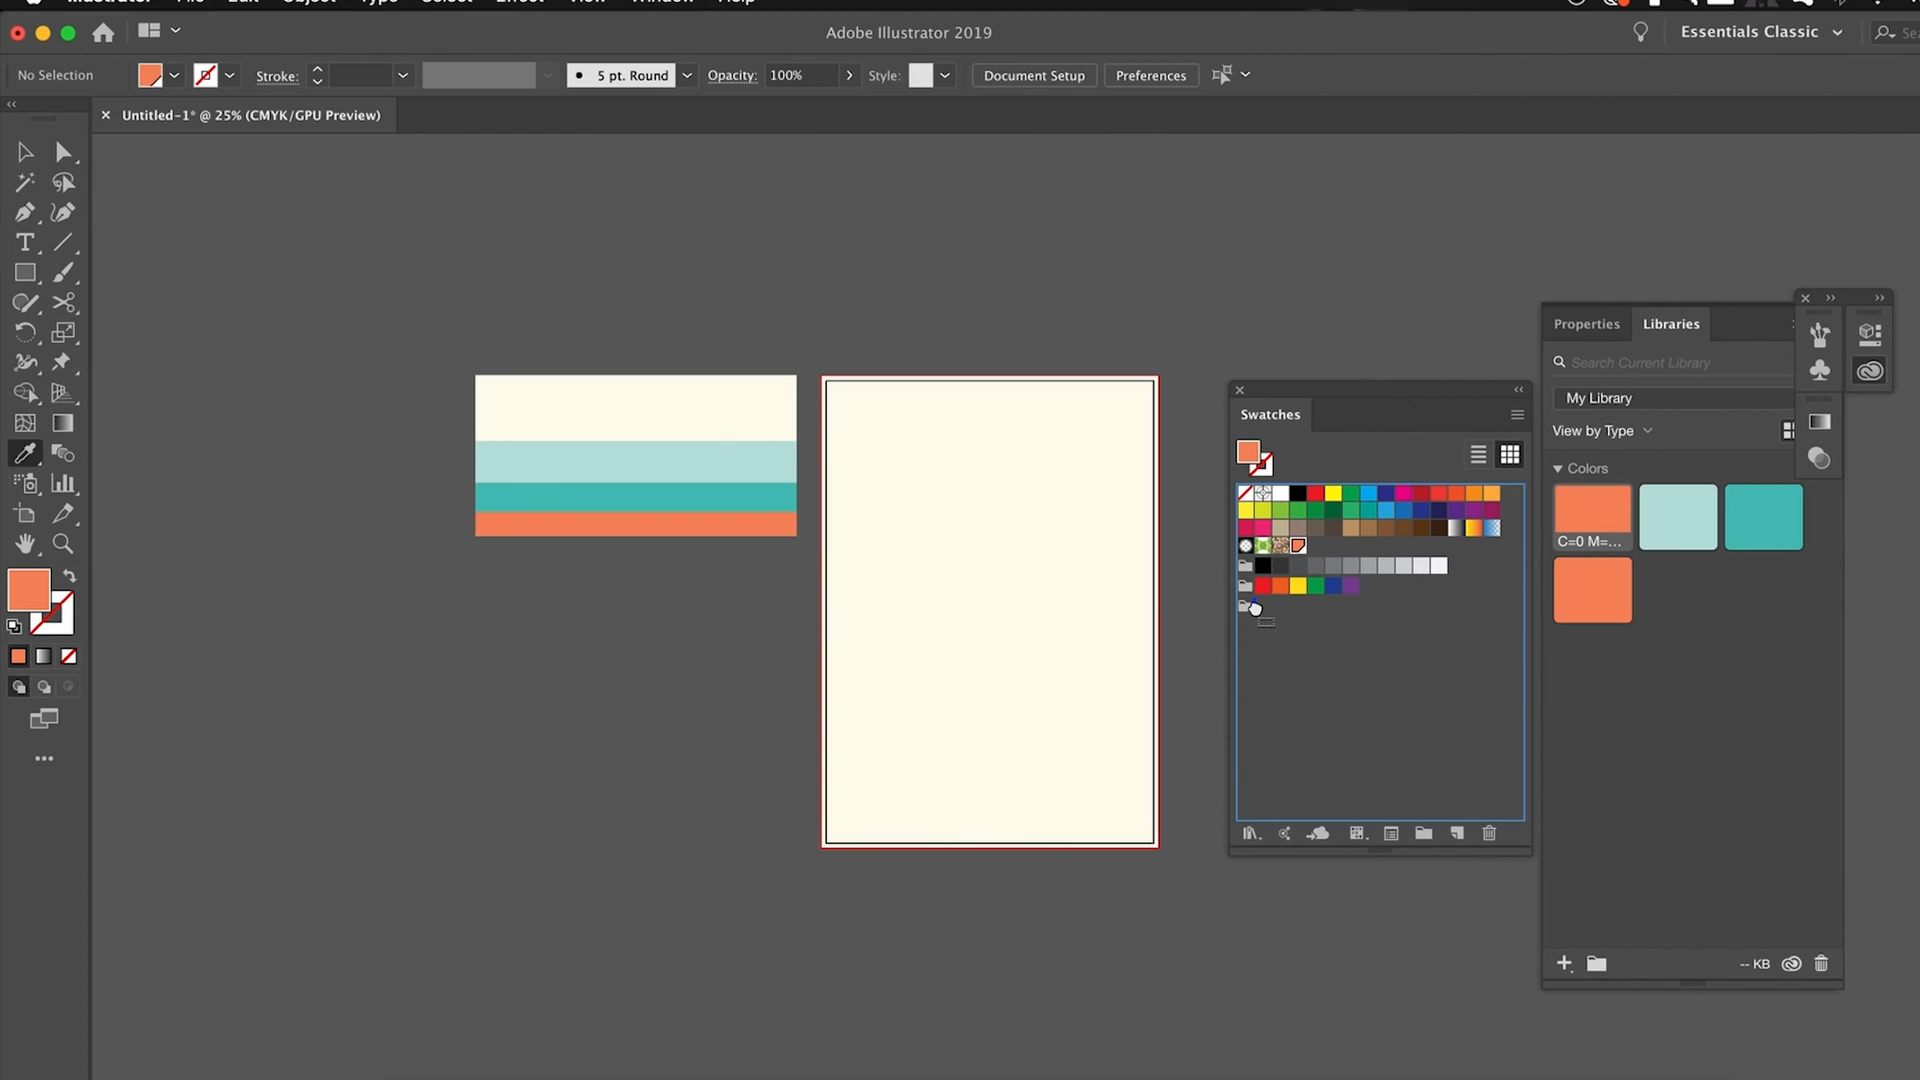 Adobe Illustrator 2019
Essentials Classic
No Selection
Stroke:
5 pt. Round
Opacity: 100%
Style:
Document Setup
Preferences
Untitled-1* @ 25% (CMYK/GPU Preview)
Properties
Libraries
Search Current Library
My Library
View by Type
Colors
C=0 M=...
Swatches
-- KB